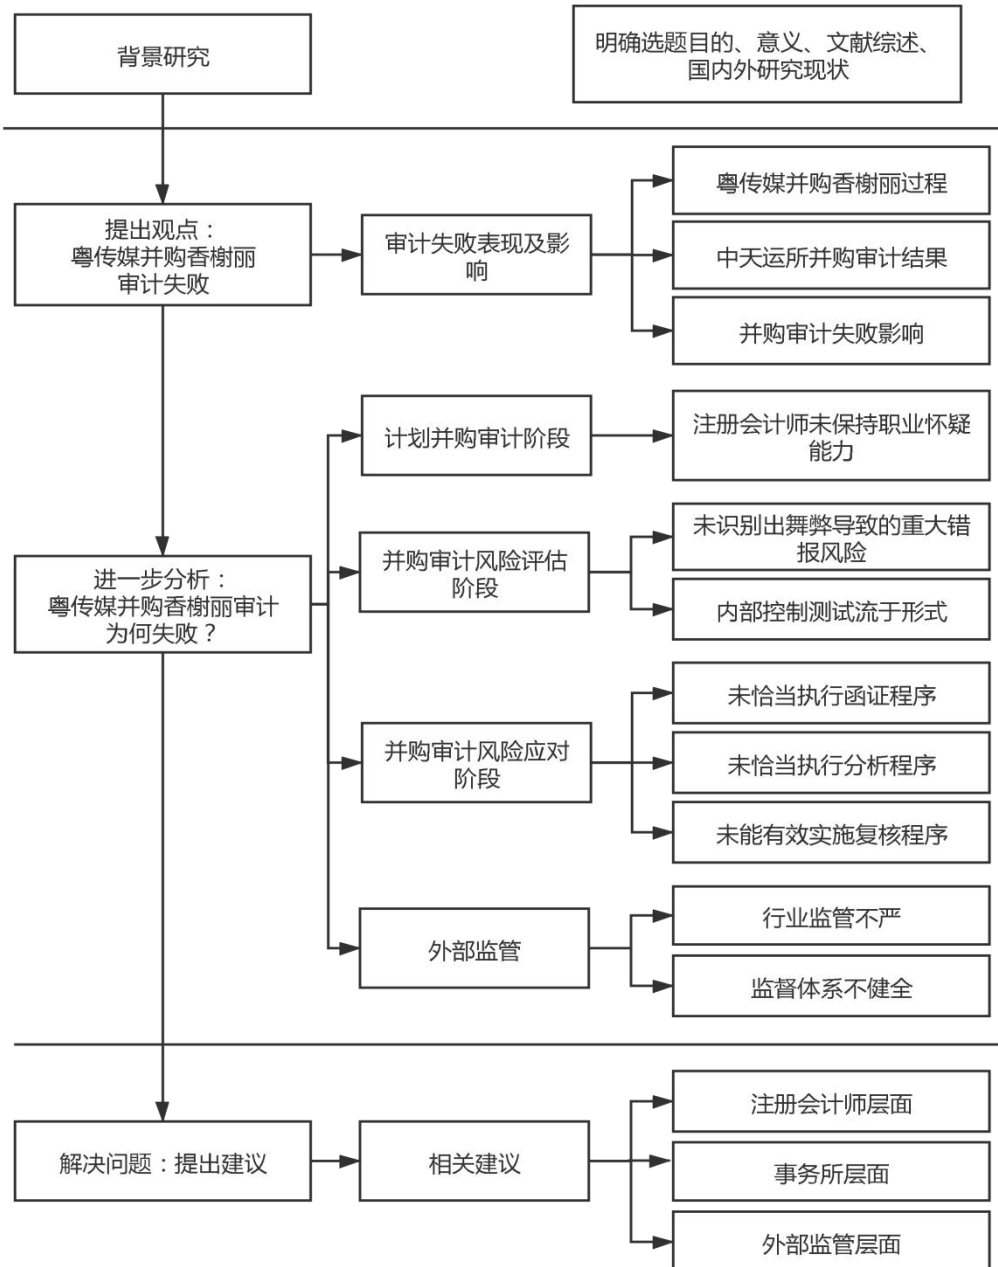 背景研究
明确选题目的、意义、文献综述、
国内外研究现状
提出观点：
粤传媒并购香榭丽
审计失败
审计失败表现及影
响
粤传媒并购香榭丽过程
中天运所并购审计结果
并购审计失败影响
进一步分析：
粤传媒并购香榭丽审计
为何失败？
计划并购审计阶段
注册会计师未保持职业怀疑
能力
并购审计风险评估
阶段
未识别出舞弊导致的重大错
报风险
内部控制测试流于形式
并购审计风险应对
阶段
未恰当执行函证程序
未恰当执行分析程序
未能有效实施复核程序
外部监管
行业监管不严
监督体系不健全
解决问题：提出建议
相关建议
注册会计师层面
事务所层面
外部监管层面